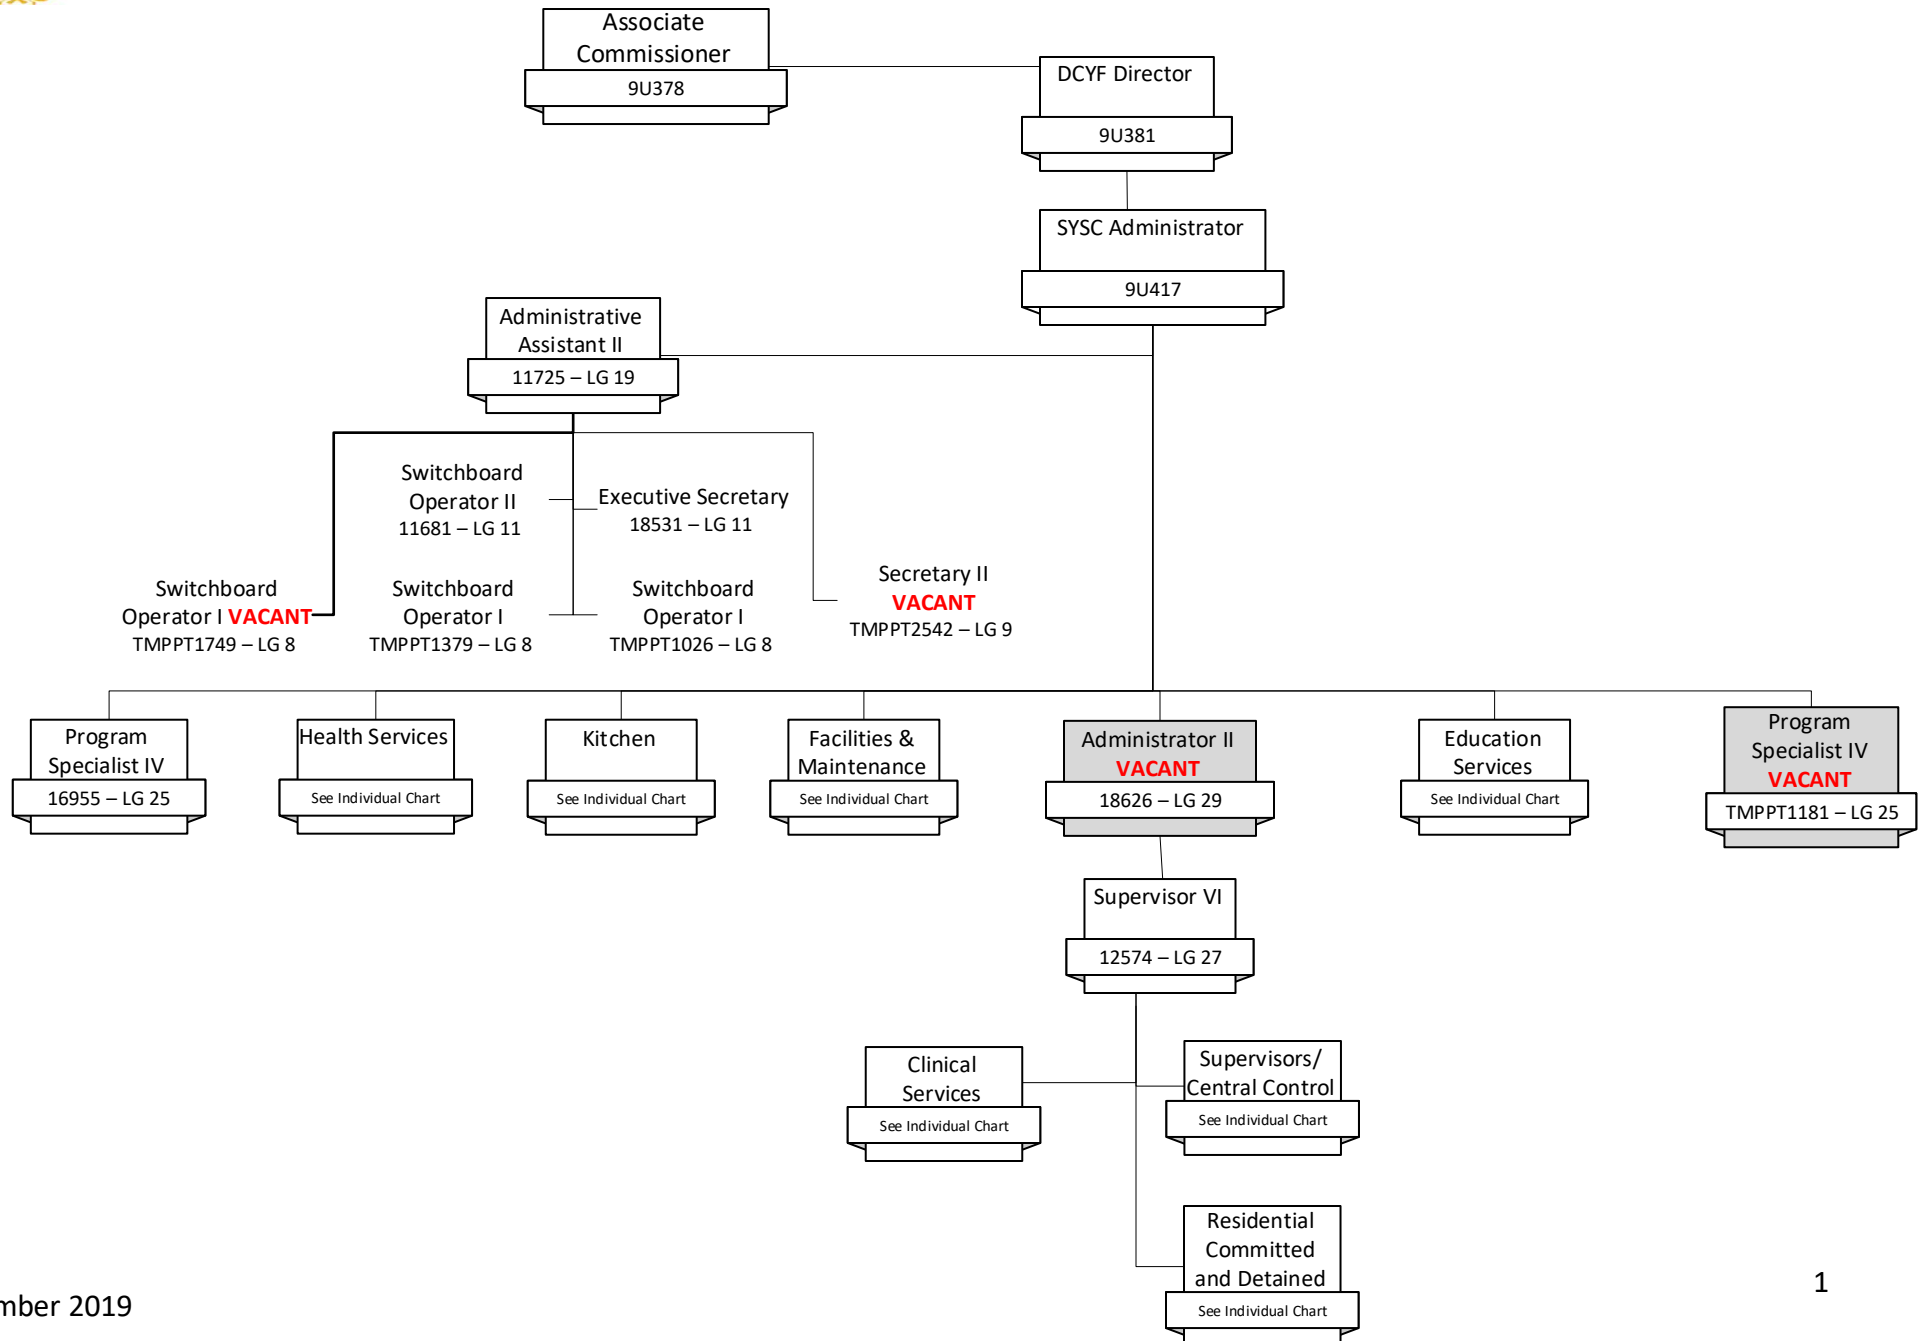 Associate
Commissioner
9U378
DCYF Director
9U381
SYSC Administrator
9U417
Administrative
Assistant II
11725 – LG 19
Switchboard
Operator II
11681 – LG 11
Executive Secretary
18531 – LG 11
Switchboard
Operator I VACANT
TMPPT1749 – LG 8
Switchboard
Operator I
TMPPT1379 – LG 8
Switchboard
Operator I
TMPPT1026 – LG 8
Secretary II
VACANT
TMPPT2542 – LG 9
Program
Specialist IV
16955 – LG 25
Health Services
See Individual Chart
Kitchen
See Individual Chart
Facilities &
Maintenance
See Individual Chart
Administrator II
VACANT
18626 – LG 29
Education
Services
See Individual Chart
Program
Specialist IV
VACANT
TMPPT1181 – LG 25
Supervisor VI
12574 – LG 27
Clinical
Services
See Individual Chart
Supervisors/
Central Control
See Individual Chart
Residential
Committed
and Detained
See Individual Chart
mber 2019
1